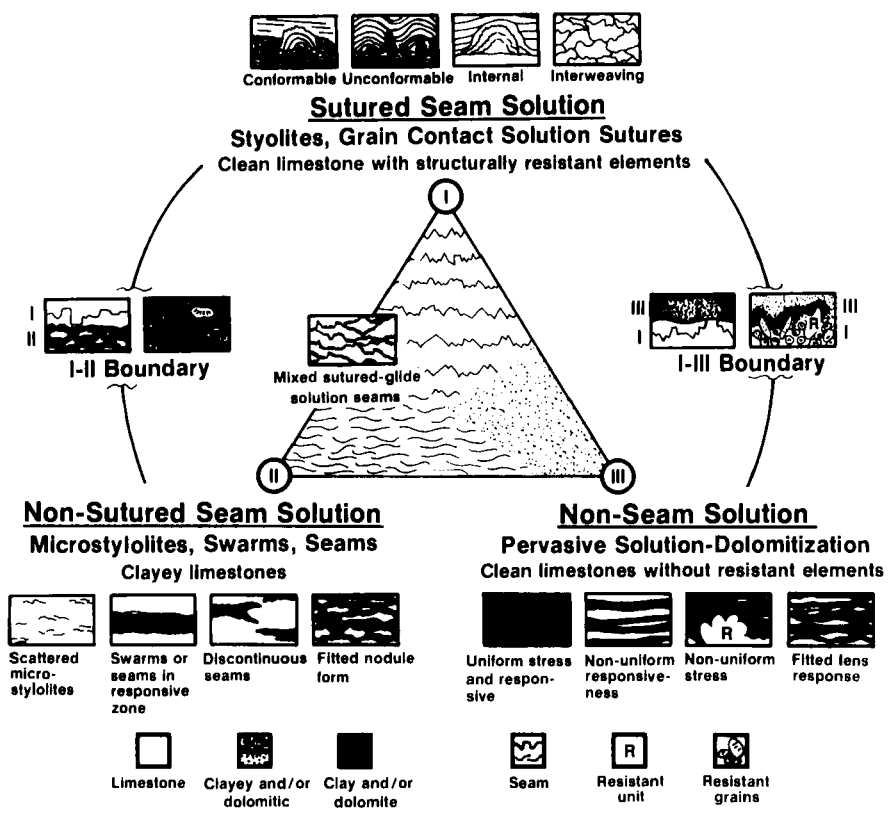 Conformable Unconformable Internal Interweaving
Sutured Seam Solution
Styolites, Grain Contact Solution Sutures
Clean limestone with structurally resistant elements
I
I
II
I-II Boundary
Mixed sutured-glide
solution seams
III
I
R
III
I
I-III Boundary
II
III
Non-Sutured Seam Solution
Microstylolites, Swarms, Seams
Clayey limestones
Scattered
micro-
stylolites
Swarms or
seams in
responsive
zone
Discontinuous
seams
Fitted nodule
form
Non-Seam Solution
Pervasive Solution-Dolomitization
Clean limestones without resistant elements
R
Uniform stress
and respon-
sive
Non-uniform
responsive-
ness
Non-uniform
stress
Fitted lens
response
Limestone
Clayey and/or
dolomitic
Clay and/or
dolomite
Seam
R
Resistant
unit
Resistant
grains